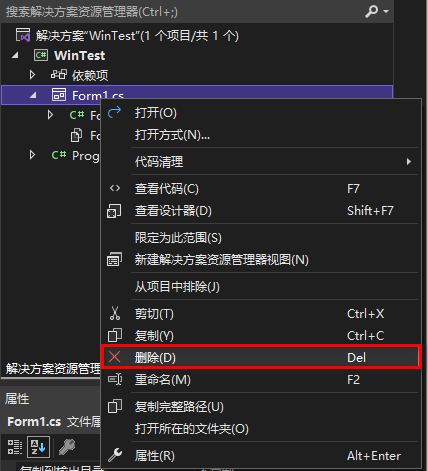 搜索解决方案资源管理器(Ctrl+;)
解决方案"WinTest"(1 个项目/共 1 个)
C# WinTest
依赖项
Form1.cs
C# Fo
Fo
C# Prog
打开(O)
打开方式(N)...
代码清理
查看代码(C) F7
查看设计器(D) Shift+F7
限定为此范围(S)
新建解决方案资源管理器视图(N)
从项目中排除(J)
剪切(T) Ctrl+X
复制(Y) Ctrl+C
删除(D) Del
重命名(M) F2
复制完整路径(U)
打开所在的文件夹(O)
属性(R) Alt+Enter
解决方案资源管理
属性
Form1.cs 文件属